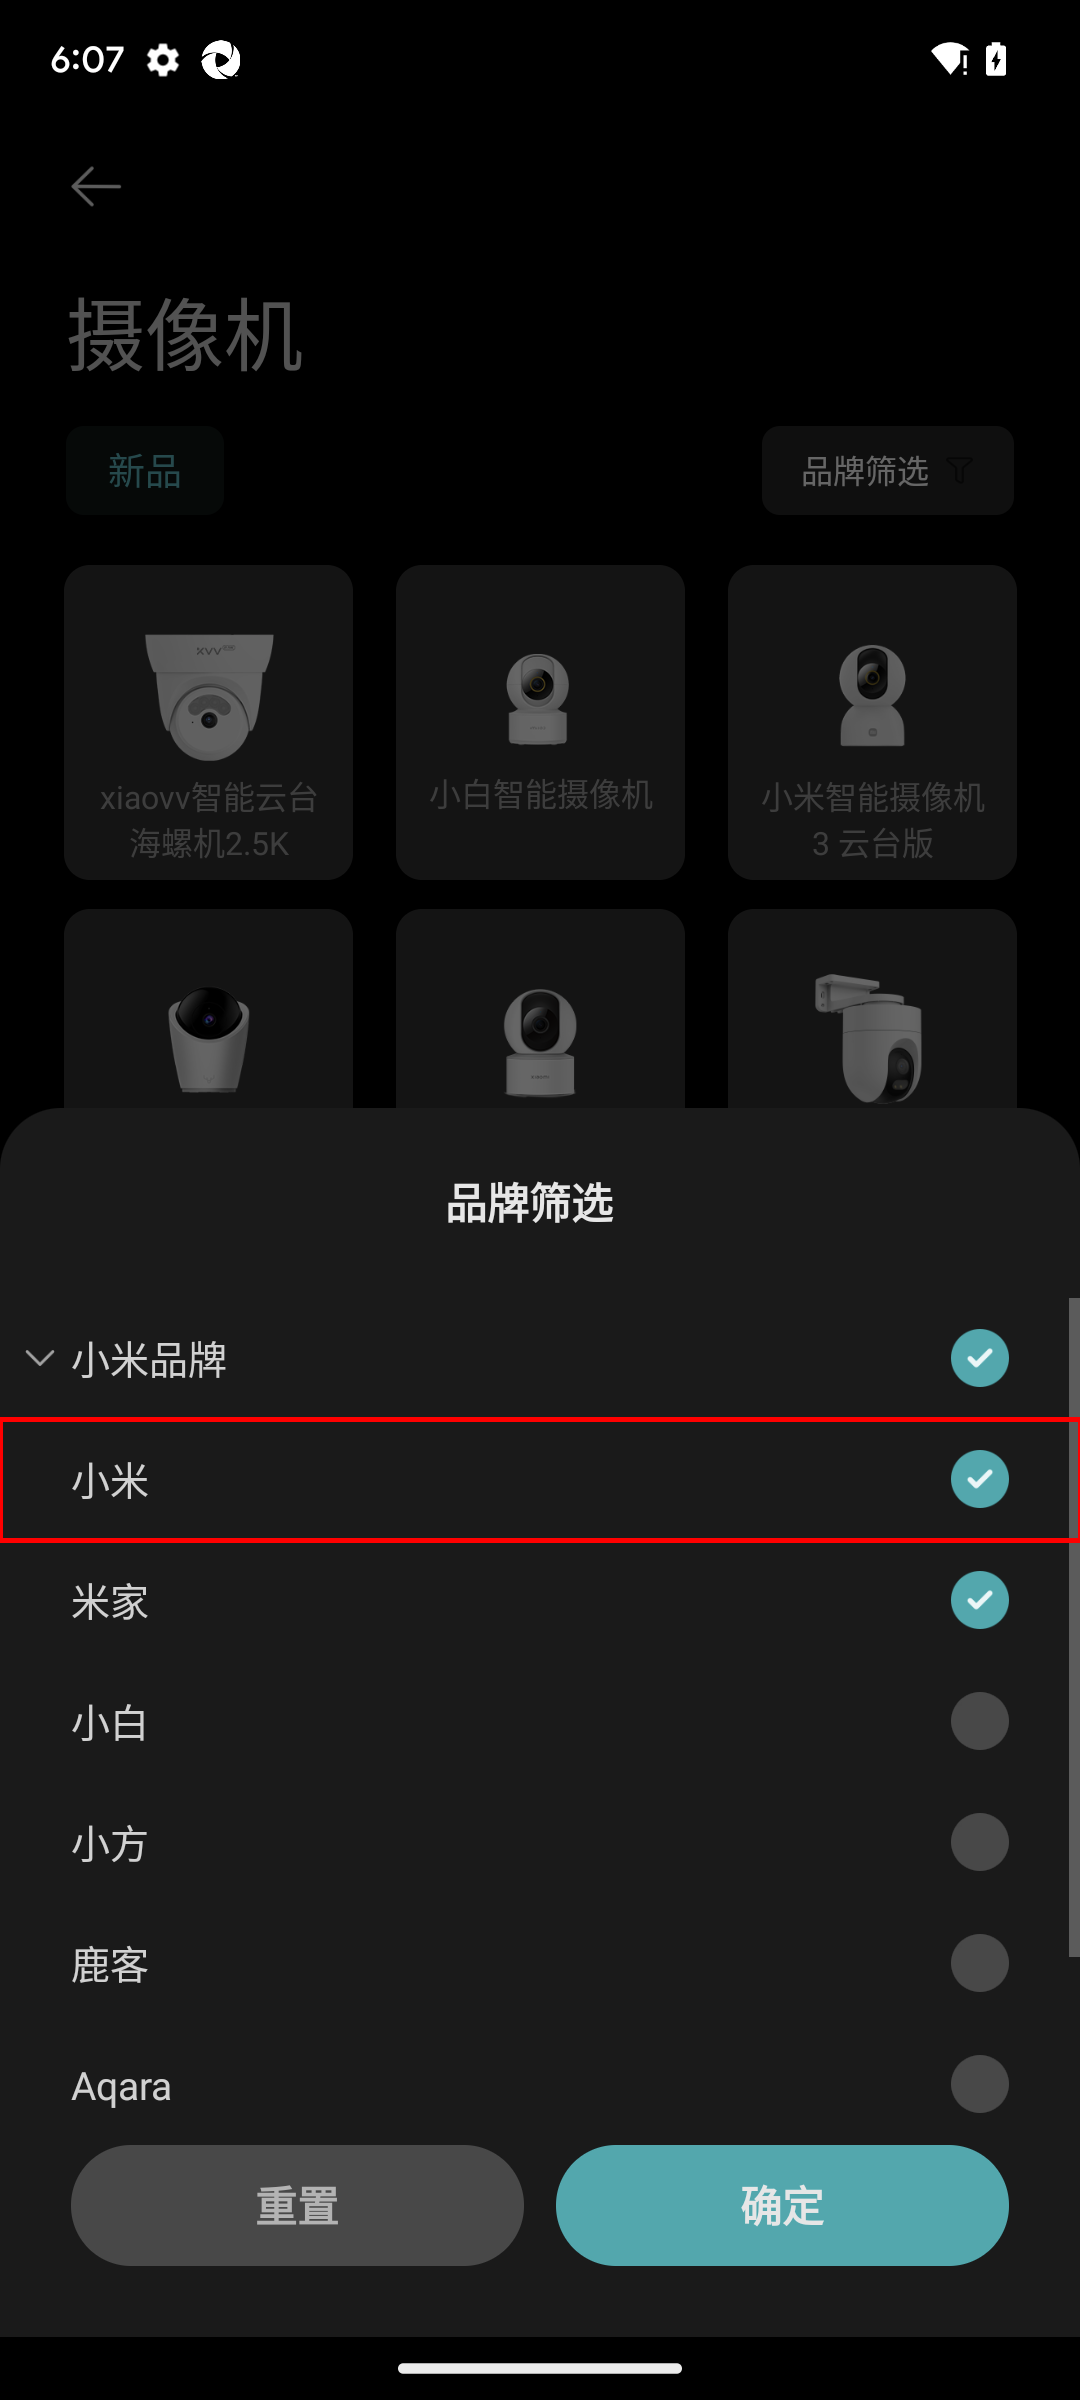 6:07
摄像机
新品
品牌筛选
xiaovv智能云台
海螺机2.5K
小白智能摄像机
小米智能摄像机
3 云台版
品牌筛选
小米品牌
小米
米家
小白
小方
鹿客
Aqara
重置
确定